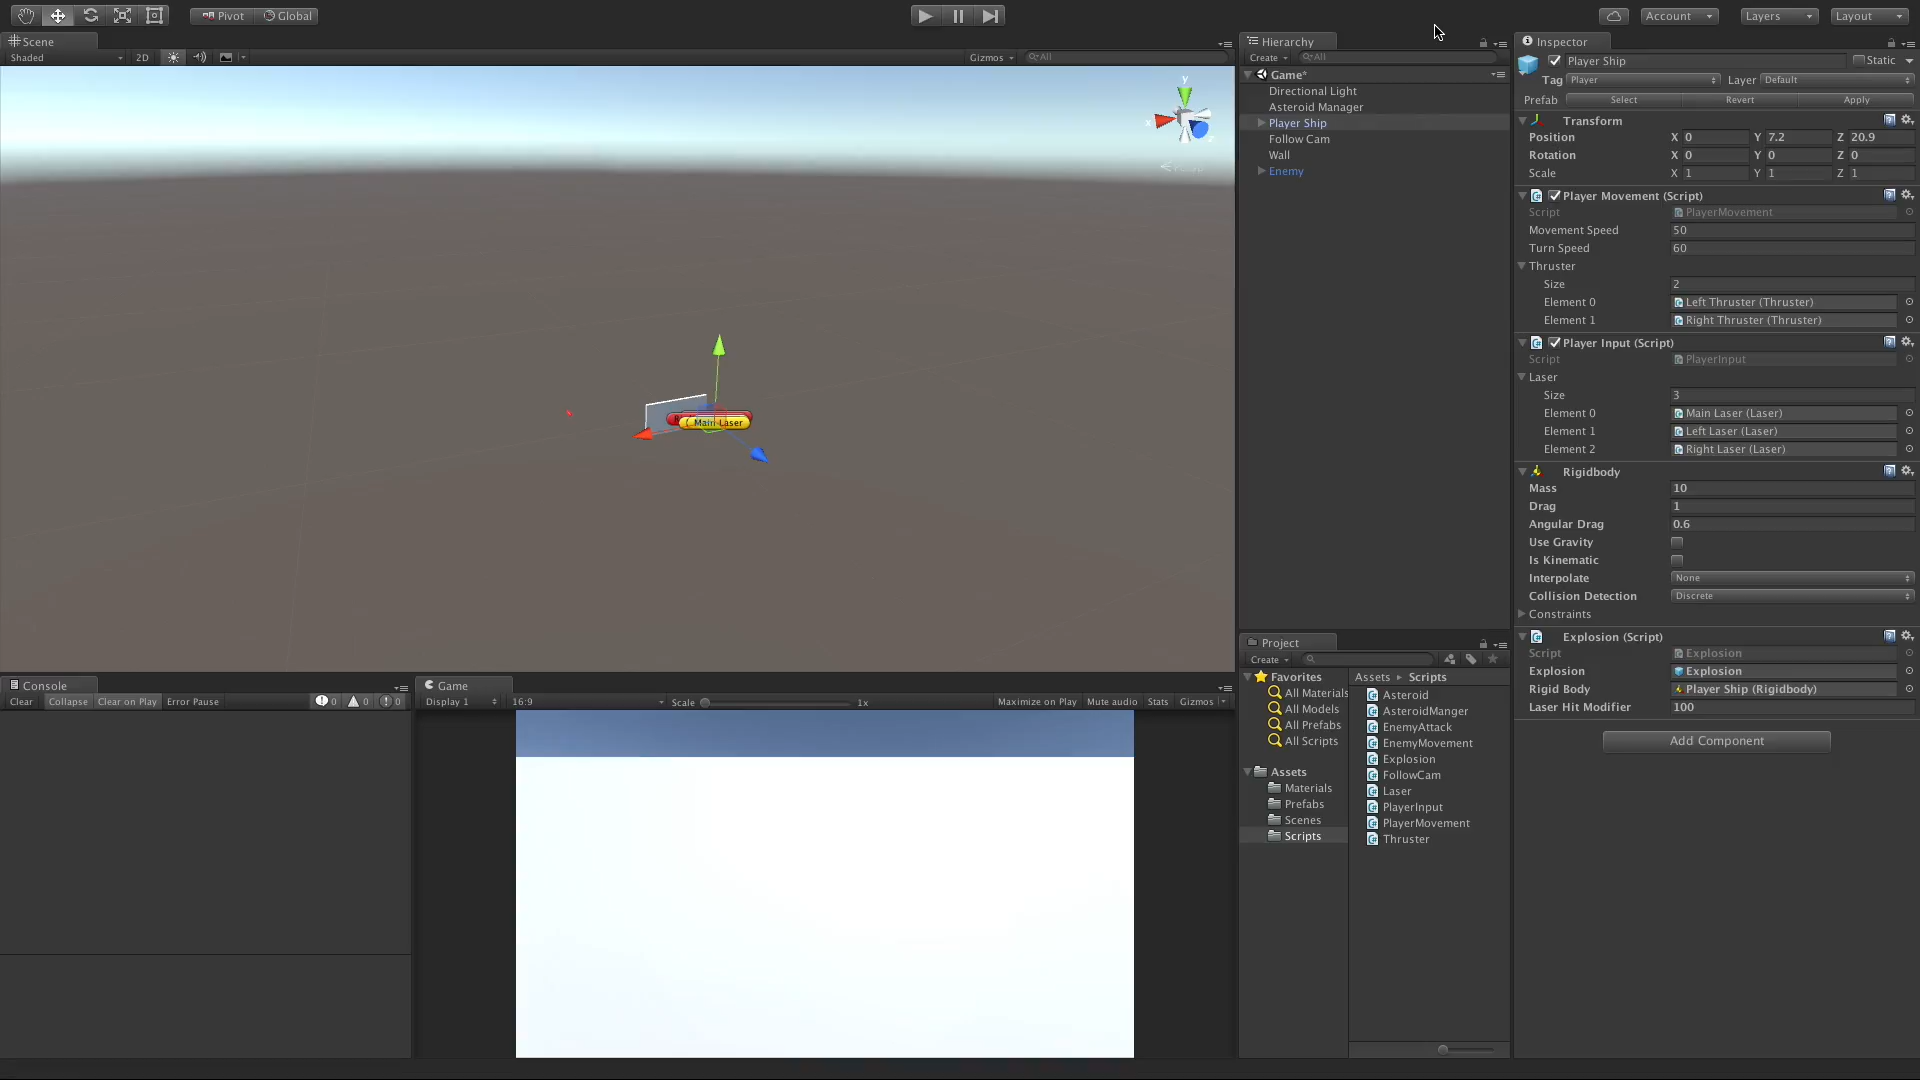 Pivot Global
Account Layers Layout
Scene
Shaded 2D Gizmos All
y
x
Persp
Main Laser
Hierarchy
Create All
Game*
Directional Light
Asteroid Manager
Player Ship
Follow Cam
Wall
Enemy
Inspector
Player Ship Static
Tag Player Layer Default
Prefab Select Revert Apply
Transform
Position X 0 Y 7.2 Z 20.9
Rotation X 0 Y 0 Z 0
Scale X 1 Y 1 Z 1
Player Movement (Script)
Script PlayerMovement
Movement Speed 50
Turn Speed 60
Thruster
Size 2
Element 0 Left Thruster (Thruster)
Element 1 Right Thruster (Thruster)
Player Input (Script)
Script PlayerInput
Laser
Size 3
Element 0 Main Laser (Laser)
Element 1 Left Laser (Laser)
Element 2 Right Laser (Laser)
Rigidbody
Mass 10
Drag 1
Angular Drag 0.6
Use Gravity
Is Kinematic
Interpolate None
Collision Detection Discrete
Constraints
Explosion (Script)
Script Explosion
Explosion Explosion
Rigid Body Player Ship (Rigidbody)
Laser Hit Modifier 100
Add Component
Console
Clear Collapse Clear on Play Error Pause 0 0 0
Game
Display 1 16:9 Scale 1x Maximize on Play Mute audio Stats Gizmos
Project
Create
Favorites
All Materials
All Models
All Prefabs
All Scripts
Assets
Materials
Prefabs
Scenes
Scripts
Assets Scripts
Asteroid
AsteroidManger
EnemyAttack
EnemyMovement
Explosion
FollowCam
Laser
PlayerInput
PlayerMovement
Thruster